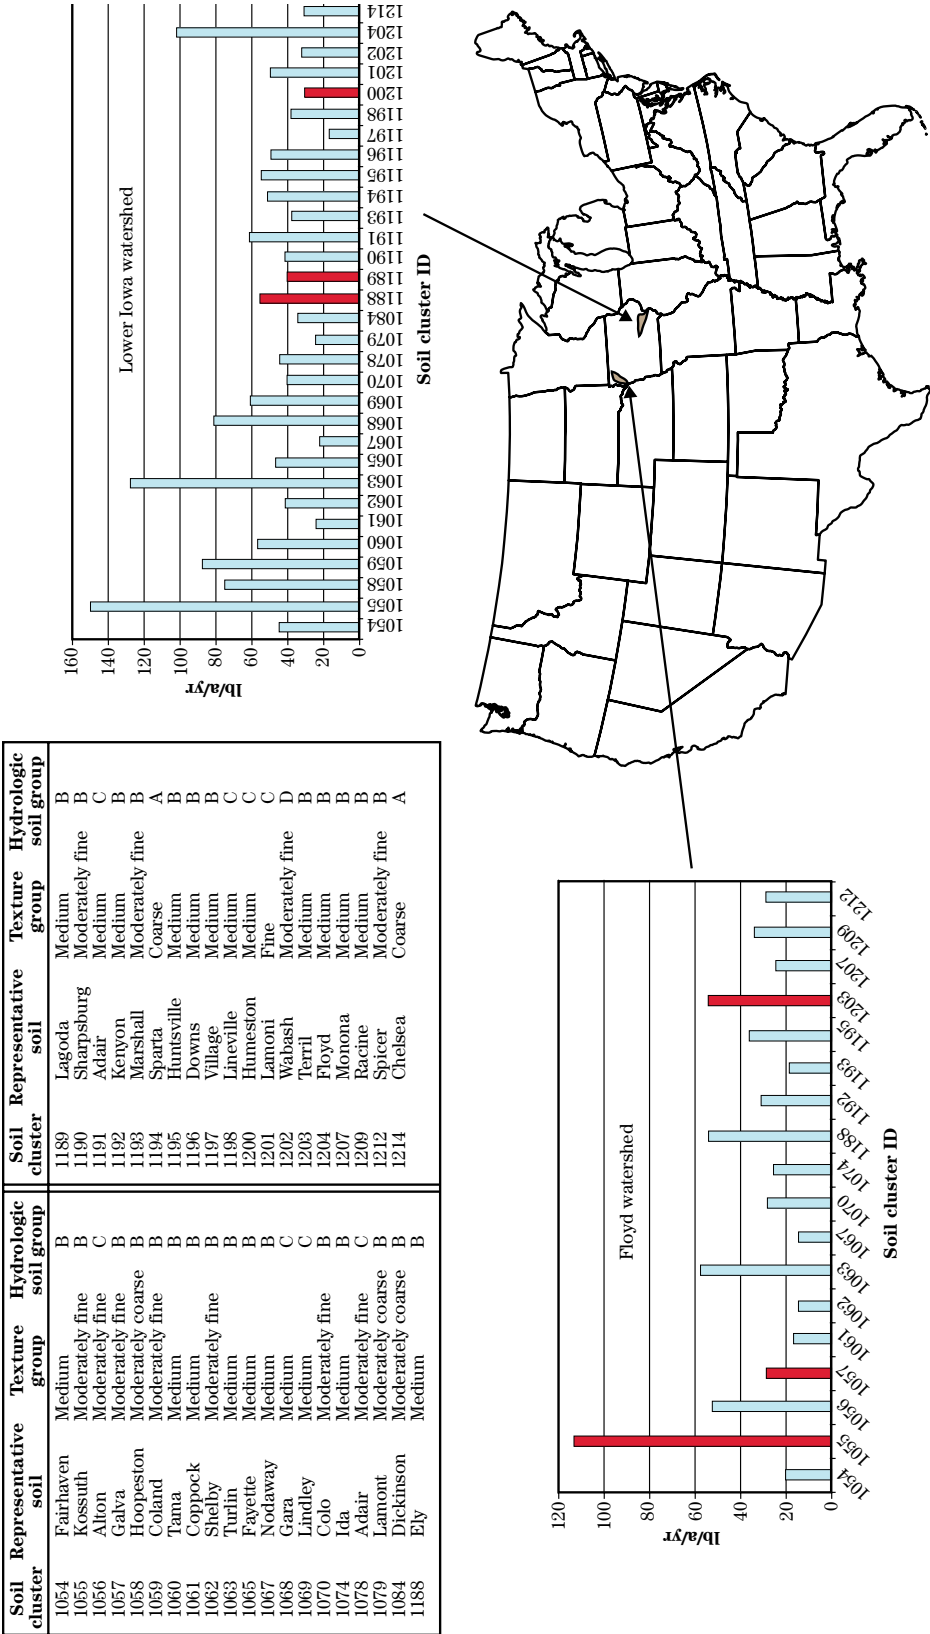 Soil cluster Representative soil Texture group Hydrologic soil group
1054 Fairhaven Medium B
1055 Kossuth Moderately fine B
1056 Alton Moderately fine C
1057 Galva Moderately fine B
1058 Hoopeston Moderately coarse B
1059 Coland Moderately fine B
1060 Tama Medium B
1061 Coppock Medium B
1062 Shelby Moderately fine B
1063 Turlin Medium B
1065 Fayette Medium B
1067 Nodaway Medium B
1068 Gara Medium C
1069 Lindley Medium C
1070 Colo Moderately fine B
1074 Ida Medium B
1078 Adair Moderately fine C
1079 Lamont Moderately coarse B
1084 Dickinson Moderately coarse B
1188 Ely Medium B
Soil cluster Representative soil Texture group Hydrologic soil group
1189 Lagoda Medium B
1190 Sharpsburg Moderately fine B
1191 Adair Medium C
1192 Kenyon Medium B
1193 Marshall Moderately fine B
1194 Sparta Coarse A
1195 Huntsville Medium B
1196 Downs Medium B
1197 Village Medium B
1198 Lineville Medium C
1200 Humeston Medium C
1201 Lamoni Fine C
1202 Wabash Moderately fine D
1203 Terril Medium B
1204 Floyd Medium B
1207 Monona Medium B
1209 Racine Medium B
1212 Spicer Moderately fine B
1214 Chelsea Coarse A
Lower Iowa watershed
lb/a/yr
160
140
120
100
80
60
40
20
0
1054 1055 1058 1059 1060 1061 1062 1063 1065 1067 1068 1069 1070 1078 1079 1084 1188 1189 1190 1191 1193 1194 1195 1196 1197 1198 1200 1201 1202 1204 1214
Soil cluster ID
Floyd watershed
lb/a/yr
120
100
80
60
40
20
0
1054 1055 1056 1057 1061 1062 1063 1067 1070 1074 1188 1192 1193 1195 1203 1207 1209 1212
Soil cluster ID